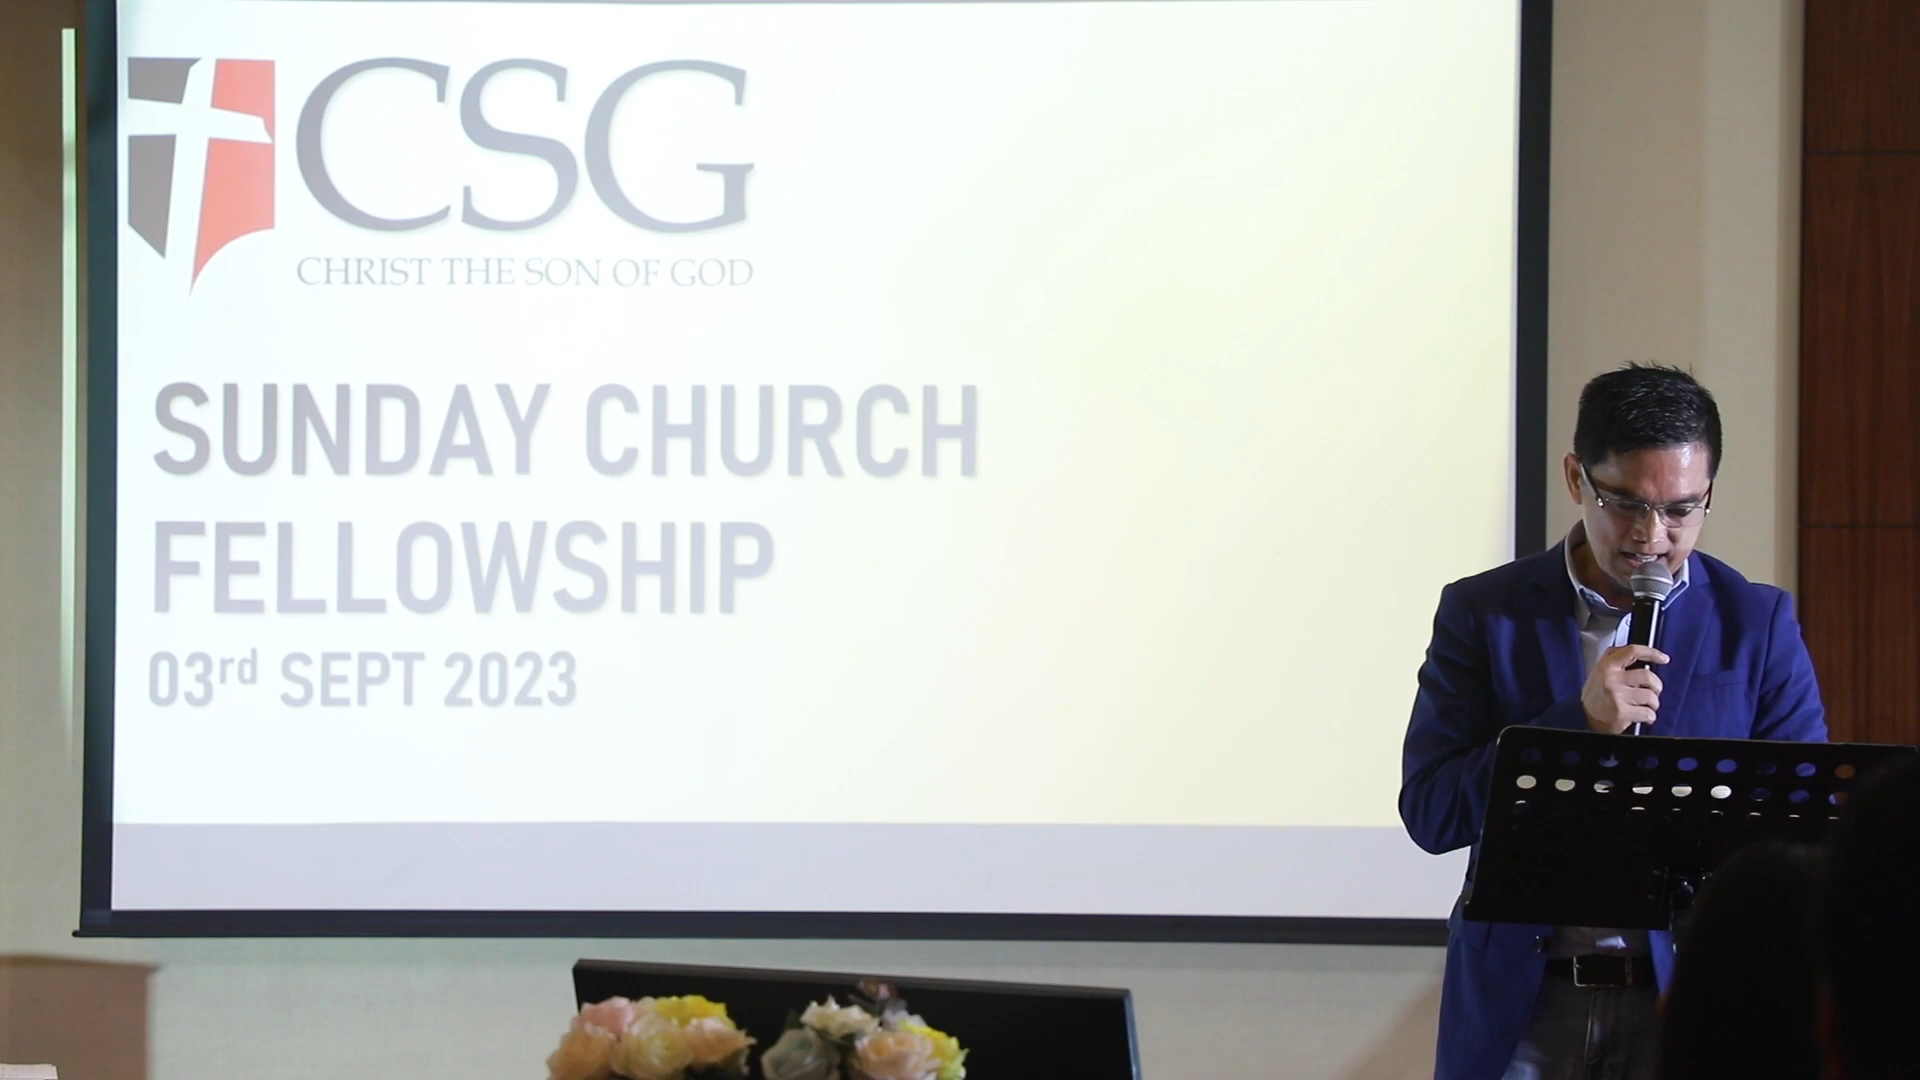 CSG
CHRIST THE SON OF GOD
SUNDAY CHURCH
FELLOWSHIP
03rd SEPT 2023